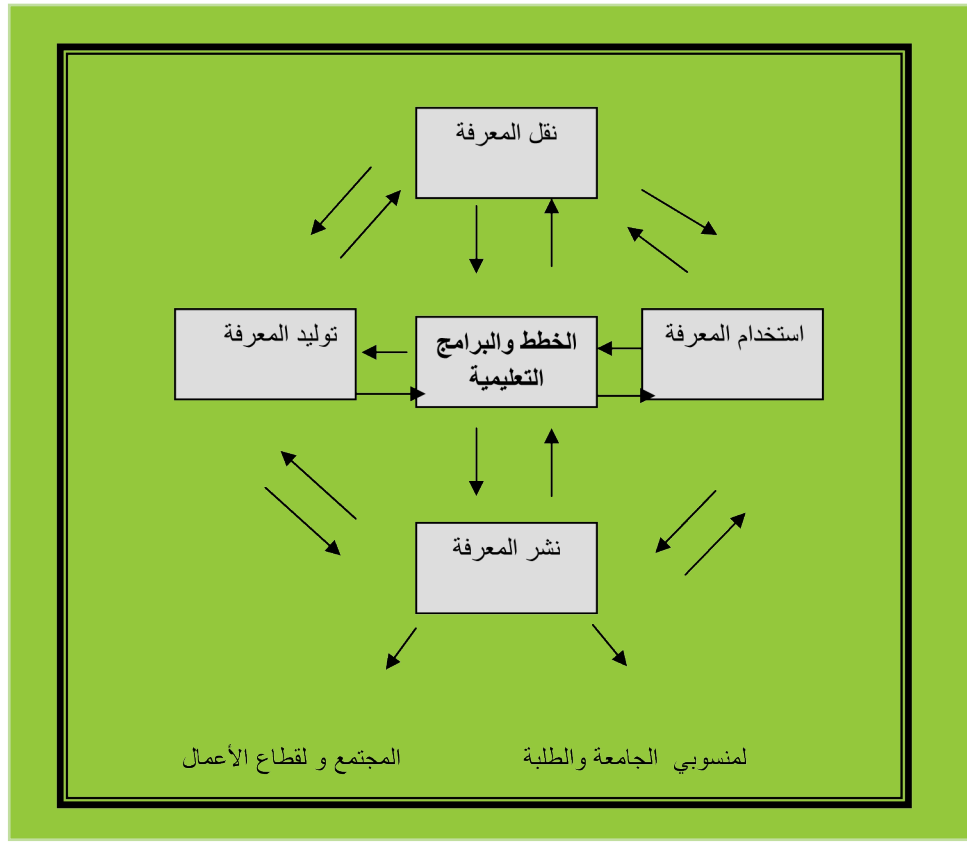 نقل المعرفة
استخدام المعرفة
الخطط والبرامج
التعليمية
توليد المعرفة
نشر المعرفة
لمنسوبي الجامعة والطلبة
المجتمع و لقطاع الأعمال